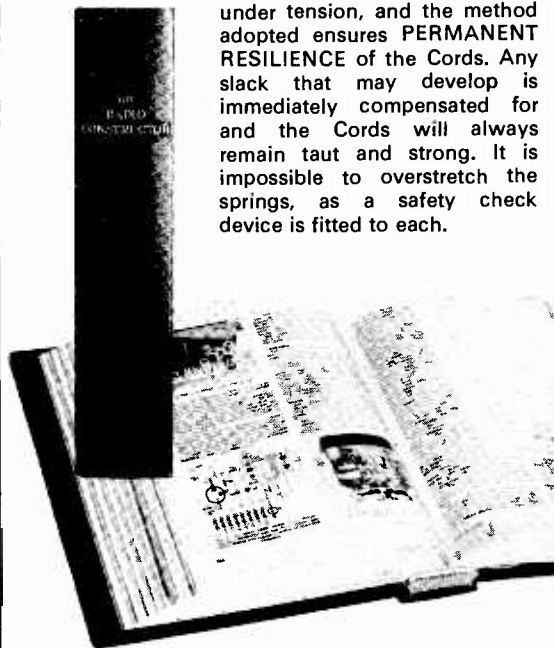 under tension, and the method
adopted ensures PERMANENT
RESILIENCE of the Cords. Any
slack that may develop is
immediately compensated for
and the Cords will always
remain taut and strong. It is
impossible to overstretch the
springs, as a safety check
device is fitted to each.
THE
RADIO
CONSTRUCTOR